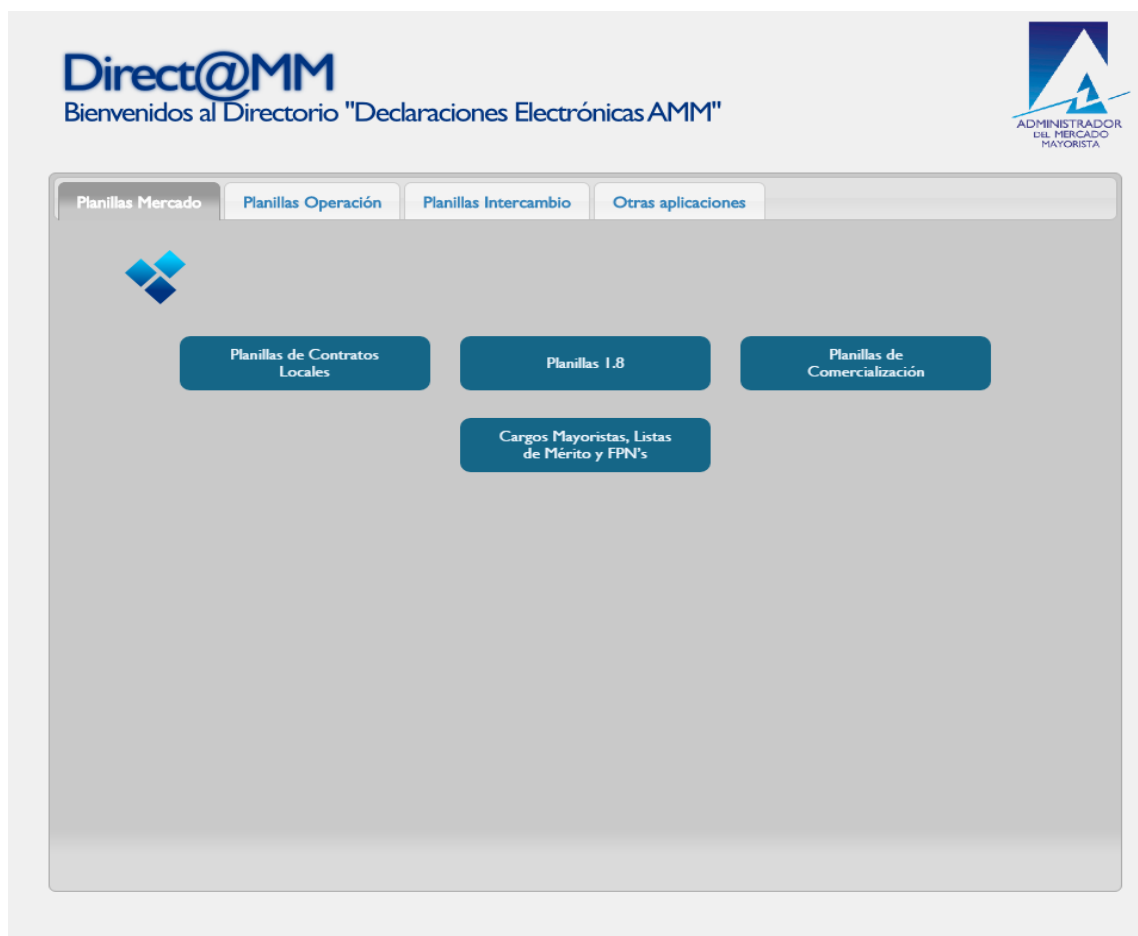 Direct@MM
Bienvenidos al Directorio "Declaraciones Electrónicas AMM"
ADMINISTRADOR
DEL MERCADO
MAYORISTA
Planillas Mercado
Planillas Operación
Planillas Intercambio
Otras aplicaciones
Planillas de Contratos
Locales
Planillas 1.8
Planillas de
Comercialización
Cargos Mayoristas, Listas
de Mérito y FPN's